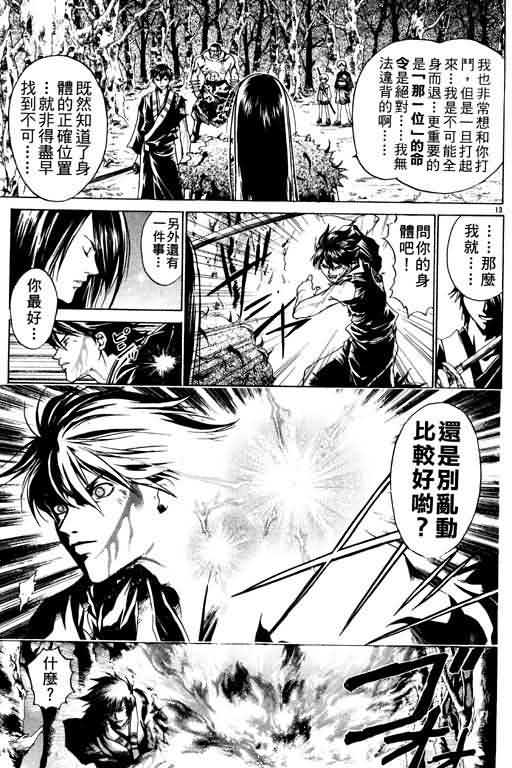 我也非常想和你打
鬥，但是一旦打起
來…我是不可能全
身而退…更重要的
是「那一位」的命
令是絕對……我無
法違背的啊……
既然知道了身
體的正確位置
…就非得盡早
找到不可……
13
……那麼
我就……
問你的身
體吧！
另外還有
一件事…
你最好…
ピ
還是別亂動
比較好喲？
什麼？